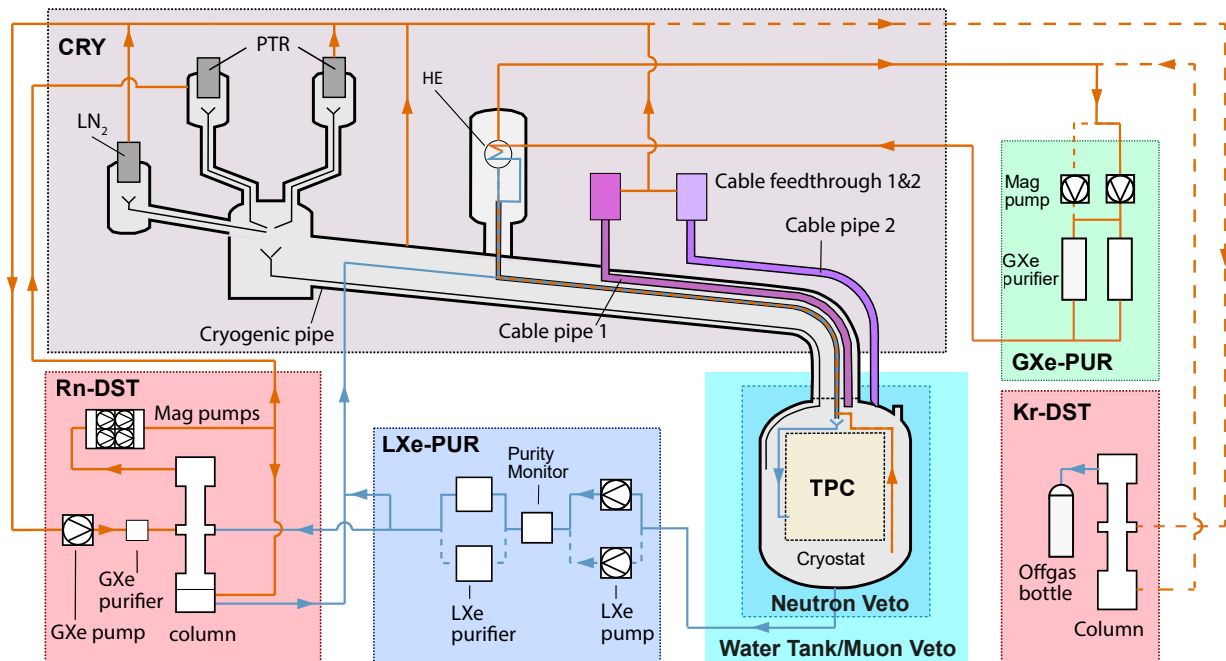 CRY
PTR
LN2
HE
Cable feedthrough 1&2
Cable pipe 2
Cryogenic pipe
Cable pipe 1
Mag
pump
GXe
purifier
GXe-PUR
Rn-DST
Mag pumps
GXe
purifier
GXe pump
column
LXe-PUR
Purity
Monitor
LXe
purifier
LXe
pump
TPC
Cryostat
Neutron Veto
Water Tank/Muon Veto
Kr-DST
Offgas
bottle
Column